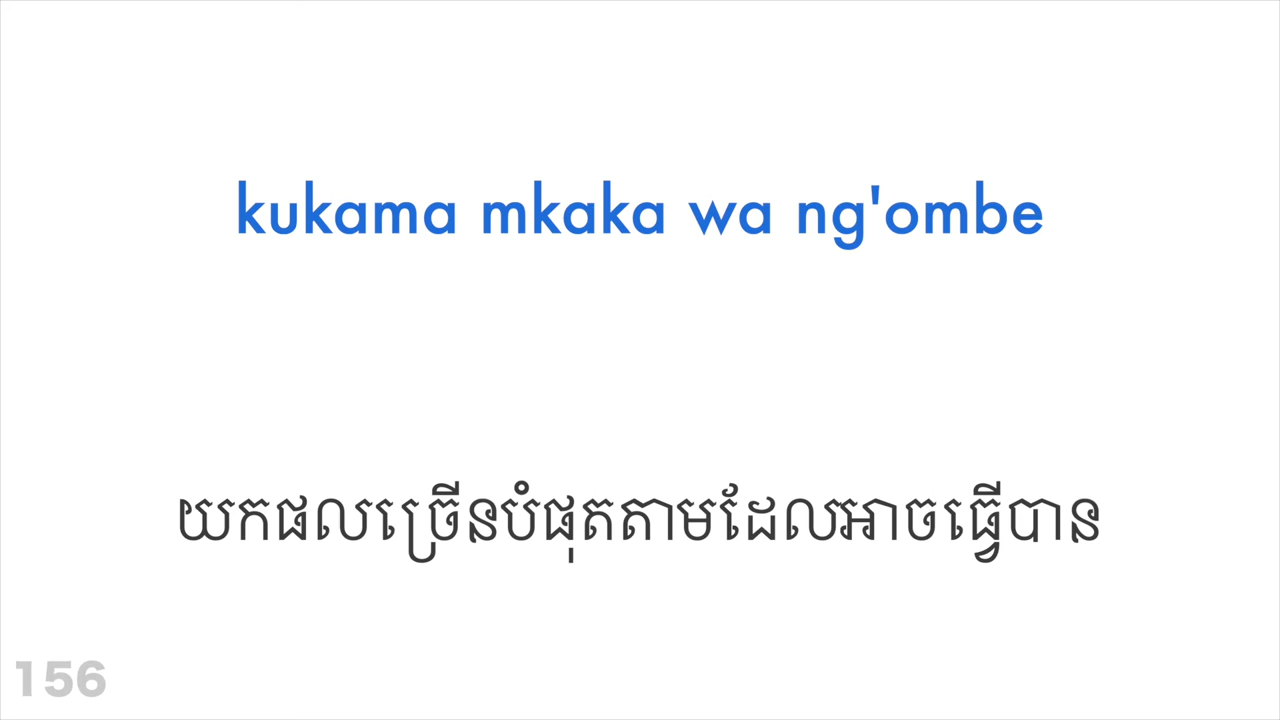 kukama mkaka wa ng'ombe
យកផលច្រើនបំផុតតាមដែលអាចធ្វើបាន
156